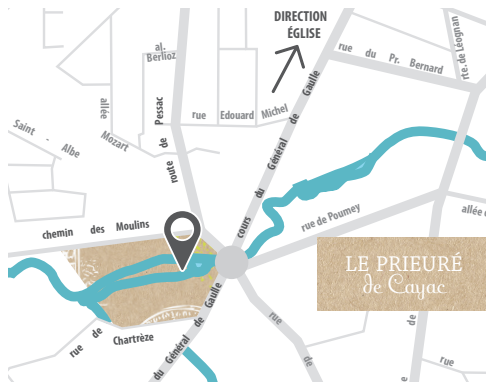 DIRECTION
ÉGLISE
rte. de Léognan
rue du Pr. Bernard
al.
Berlioz
allée Mozart
route de Pessac
rue Edouard Michel
cours du Général de Gaulle
Saint - Albe
chemin des Moulins
rue de Poumey
allée d
LE PRIEURÉ
de Cayac
rue de Chartrèze
du Général de Gaulle
rue de
de
rue